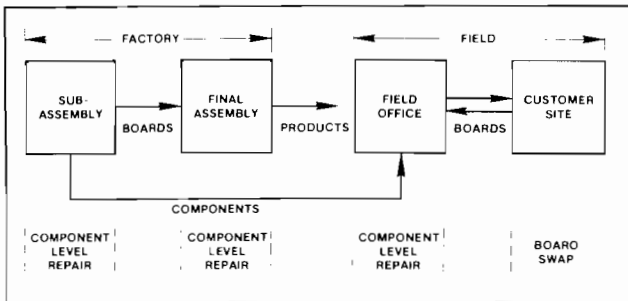 FACTORY
FIELD
SUB-
ASSEMBLY
BOARDS
FINAL
ASSEMBLY
PRODUCTS
FIELD
OFFICE
BOARDS
CUSTOMER
SITE
COMPONENTS
COMPONENT
LEVEL
REPAIR
COMPONENT
LEVEL
REPAIR
COMPONENT
LEVEL
REPAIR
BOARD
SWAP